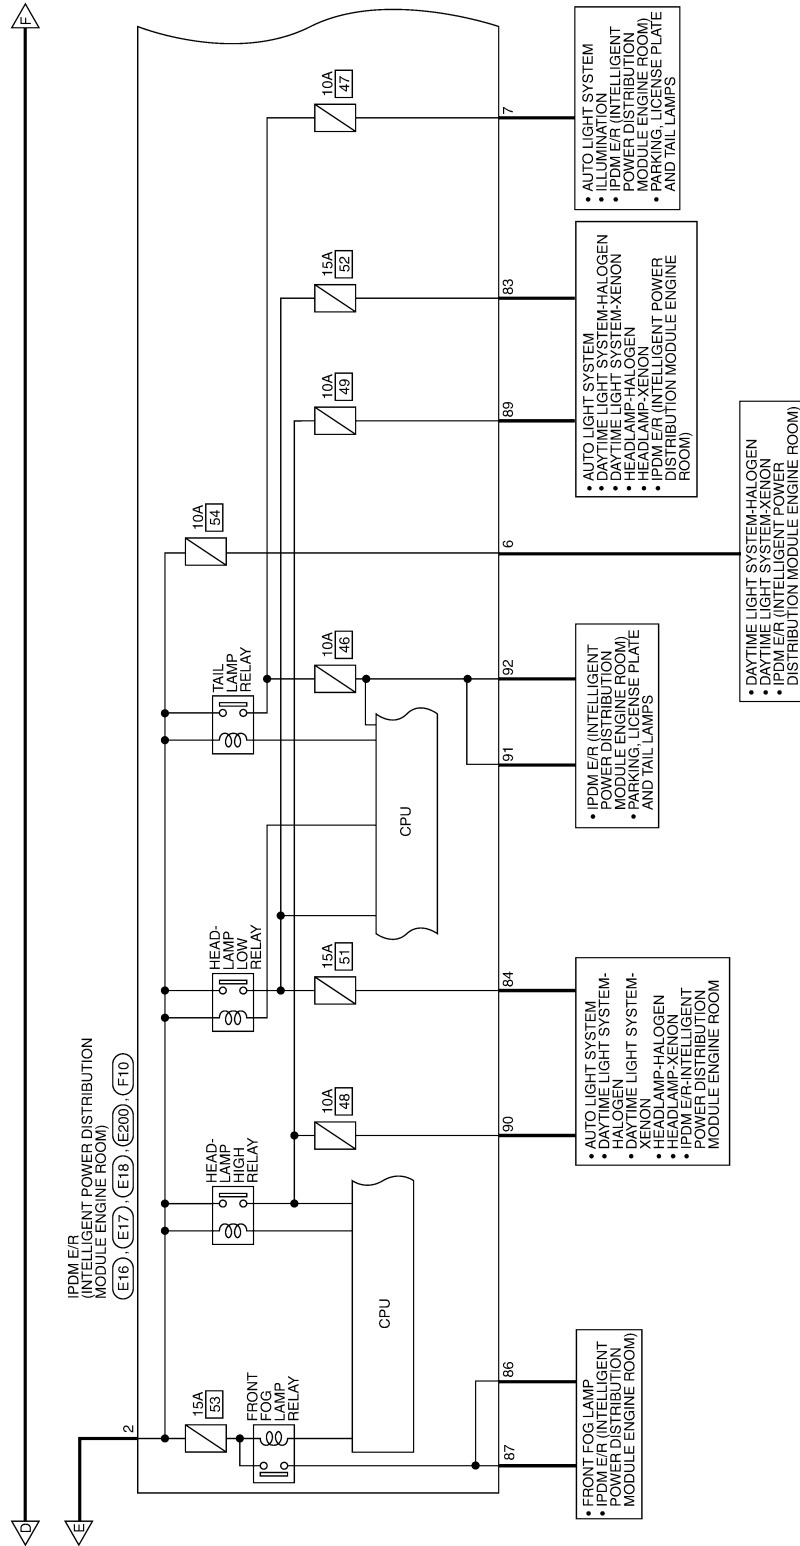 D
F
E
2
IPDM E/R
(INTELLIGENT POWER DISTRIBUTION
MODULE ENGINE ROOM)
E16 , E17 , E18 , E200 , F10
15A
53
FRONT
FOG
LAMP
RELAY
HEAD-
LAMP
HIGH
RELAY
10A
48
HEAD-
LAMP
LOW
RELAY
15A
51
TAIL
LAMP
RELAY
10A
46
10A
54
10A
49
15A
52
10A
47
CPU
CPU
87
86
90
84
91
92
6
89
83
7
• FRONT FOG LAMP
• IPDM E/R (INTELLIGENT
POWER DISTRIBUTION
MODULE ENGINE ROOM)
• AUTO LIGHT SYSTEM
• DAYTIME LIGHT SYSTEM-
HALOGEN
• DAYTIME LIGHT SYSTEM-
XENON
• HEADLAMP-HALOGEN
• HEADLAMP-XENON
• IPDM E/R-INTELLIGENT
POWER DISTRIBUTION
MODULE ENGINE ROOM
• IPDM E/R (INTELLIGENT
POWER DISTRIBUTION
MODULE ENGINE ROOM)
• PARKING, LICENSE PLATE
AND TAIL LAMPS
• DAYTIME LIGHT SYSTEM-HALOGEN
• DAYTIME LIGHT SYSTEM-XENON
• IPDM E/R (INTELLIGENT POWER
DISTRIBUTION MODULE ENGINE ROOM)
• AUTO LIGHT SYSTEM
• DAYTIME LIGHT SYSTEM-HALOGEN
• DAYTIME LIGHT SYSTEM-XENON
• HEADLAMP-HALOGEN
• HEADLAMP-XENON
• IPDM E/R (INTELLIGENT POWER
DISTRIBUTION MODULE ENGINE
ROOM)
• AUTO LIGHT SYSTEM
• ILLUMINATION
• IPDM E/R (INTELLIGENT
POWER DISTRIBUTION
MODULE ENGINE ROOM)
• PARKING, LICENSE PLATE
AND TAIL LAMPS